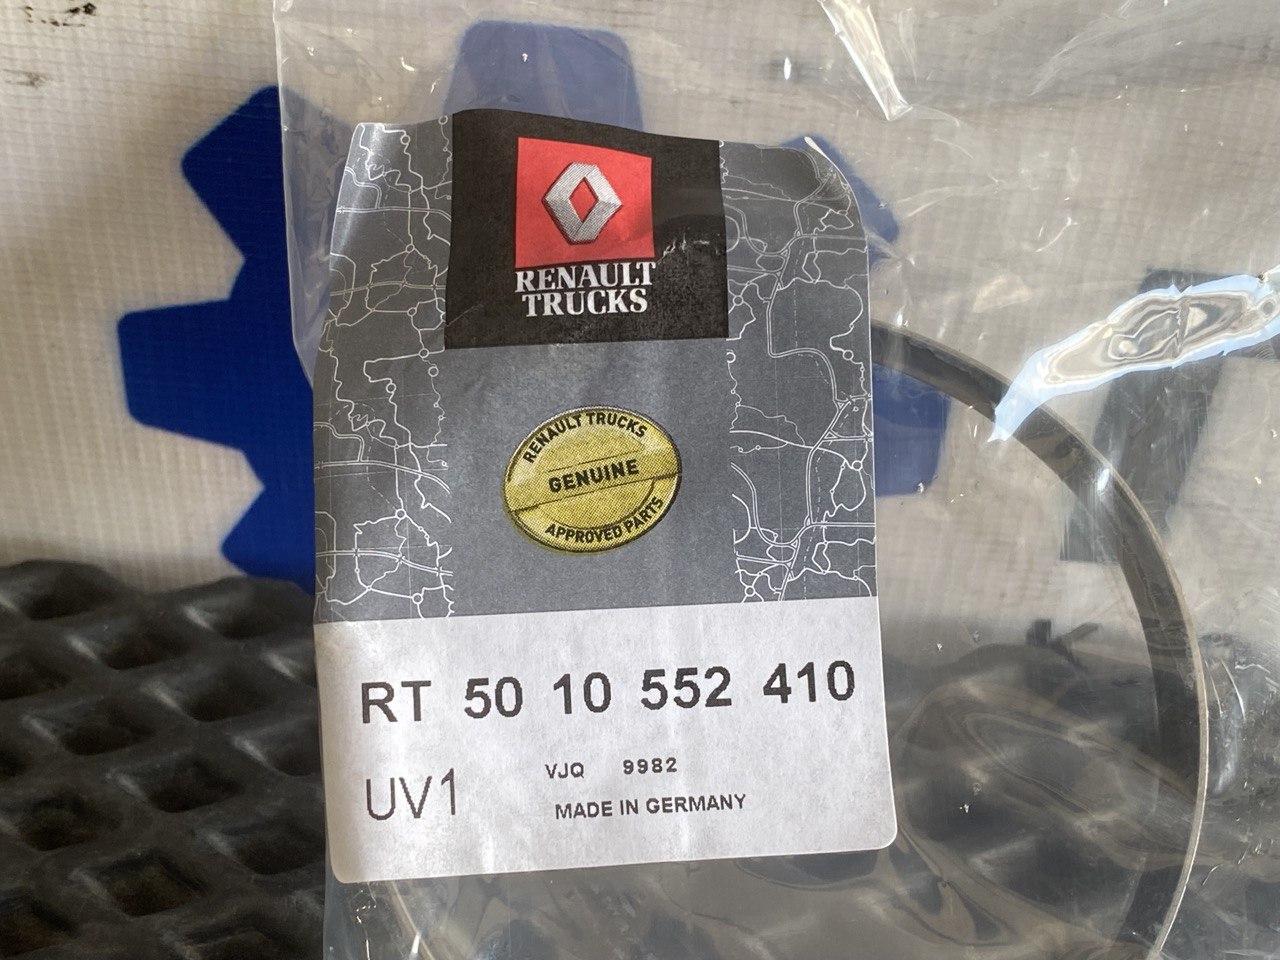 RENAULT
TRUCKS
RENAULT TRUCKS
GENUINE
APPROVED PARTS
RT 50 10 552 410
UV1
VJQ 9982
MADE IN GERMANY